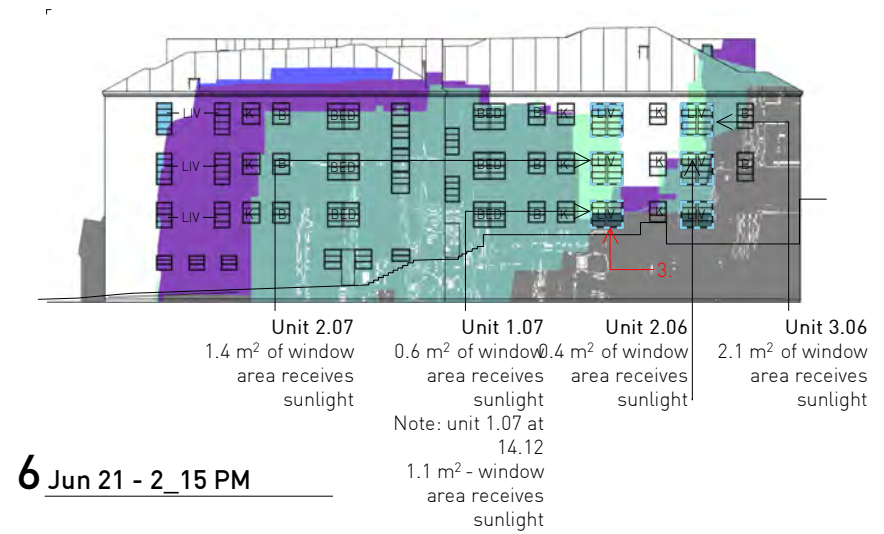 LIV K B BED BED B K LIV K LIV B
LIV K B BED BED B K LIV K LIV B
LIV K B BED BED B K LIV K LIV
3.
Unit 2.07
1.4 m² of window
area receives
sunlight
Unit 1.07
0.6 m² of window
area receives
sunlight
Note: unit 1.07 at
14.12
1.1 m² - window
area receives
sunlight
Unit 2.06
0.4 m² of window
area receives
sunlight
Unit 3.06
2.1 m² of window
area receives
sunlight
6 Jun 21 - 2_15 PM